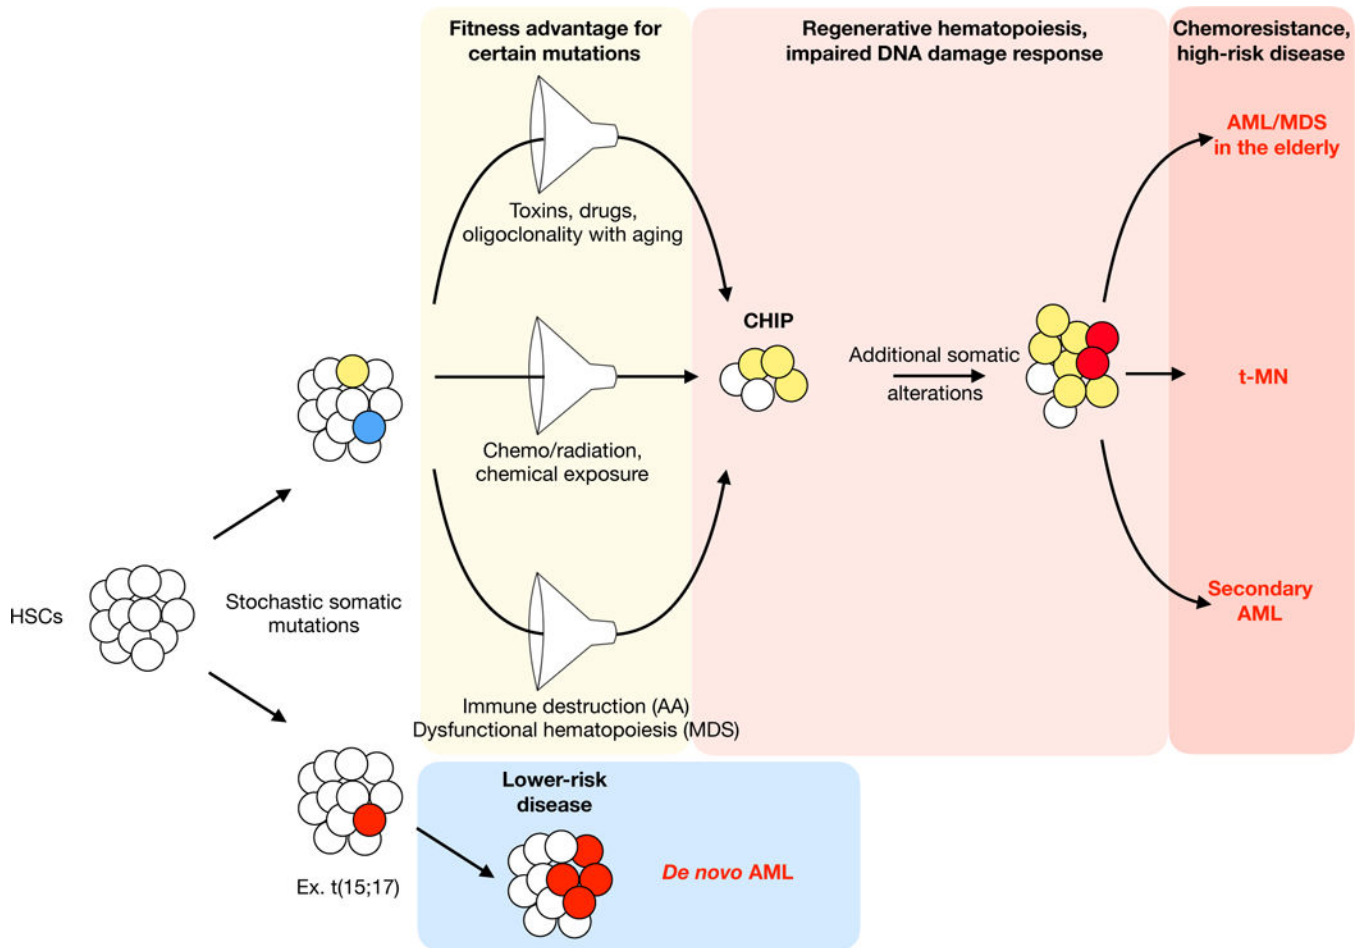 Fitness advantage for
certain mutations
Regenerative hematopoiesis,
impaired DNA damage response
Chemoresistance,
high-risk disease
AML/MDS
in the elderly
Toxins, drugs,
oligoclonality with aging
CHIP
Additional somatic
alterations
t-MN
Chemo/radiation,
chemical exposure
HSCs
Stochastic somatic
mutations
Secondary
AML
Immune destruction (AA)
Dysfunctional hematopoiesis (MDS)
Lower-risk
disease
De novo AML
Ex. t(15;17)